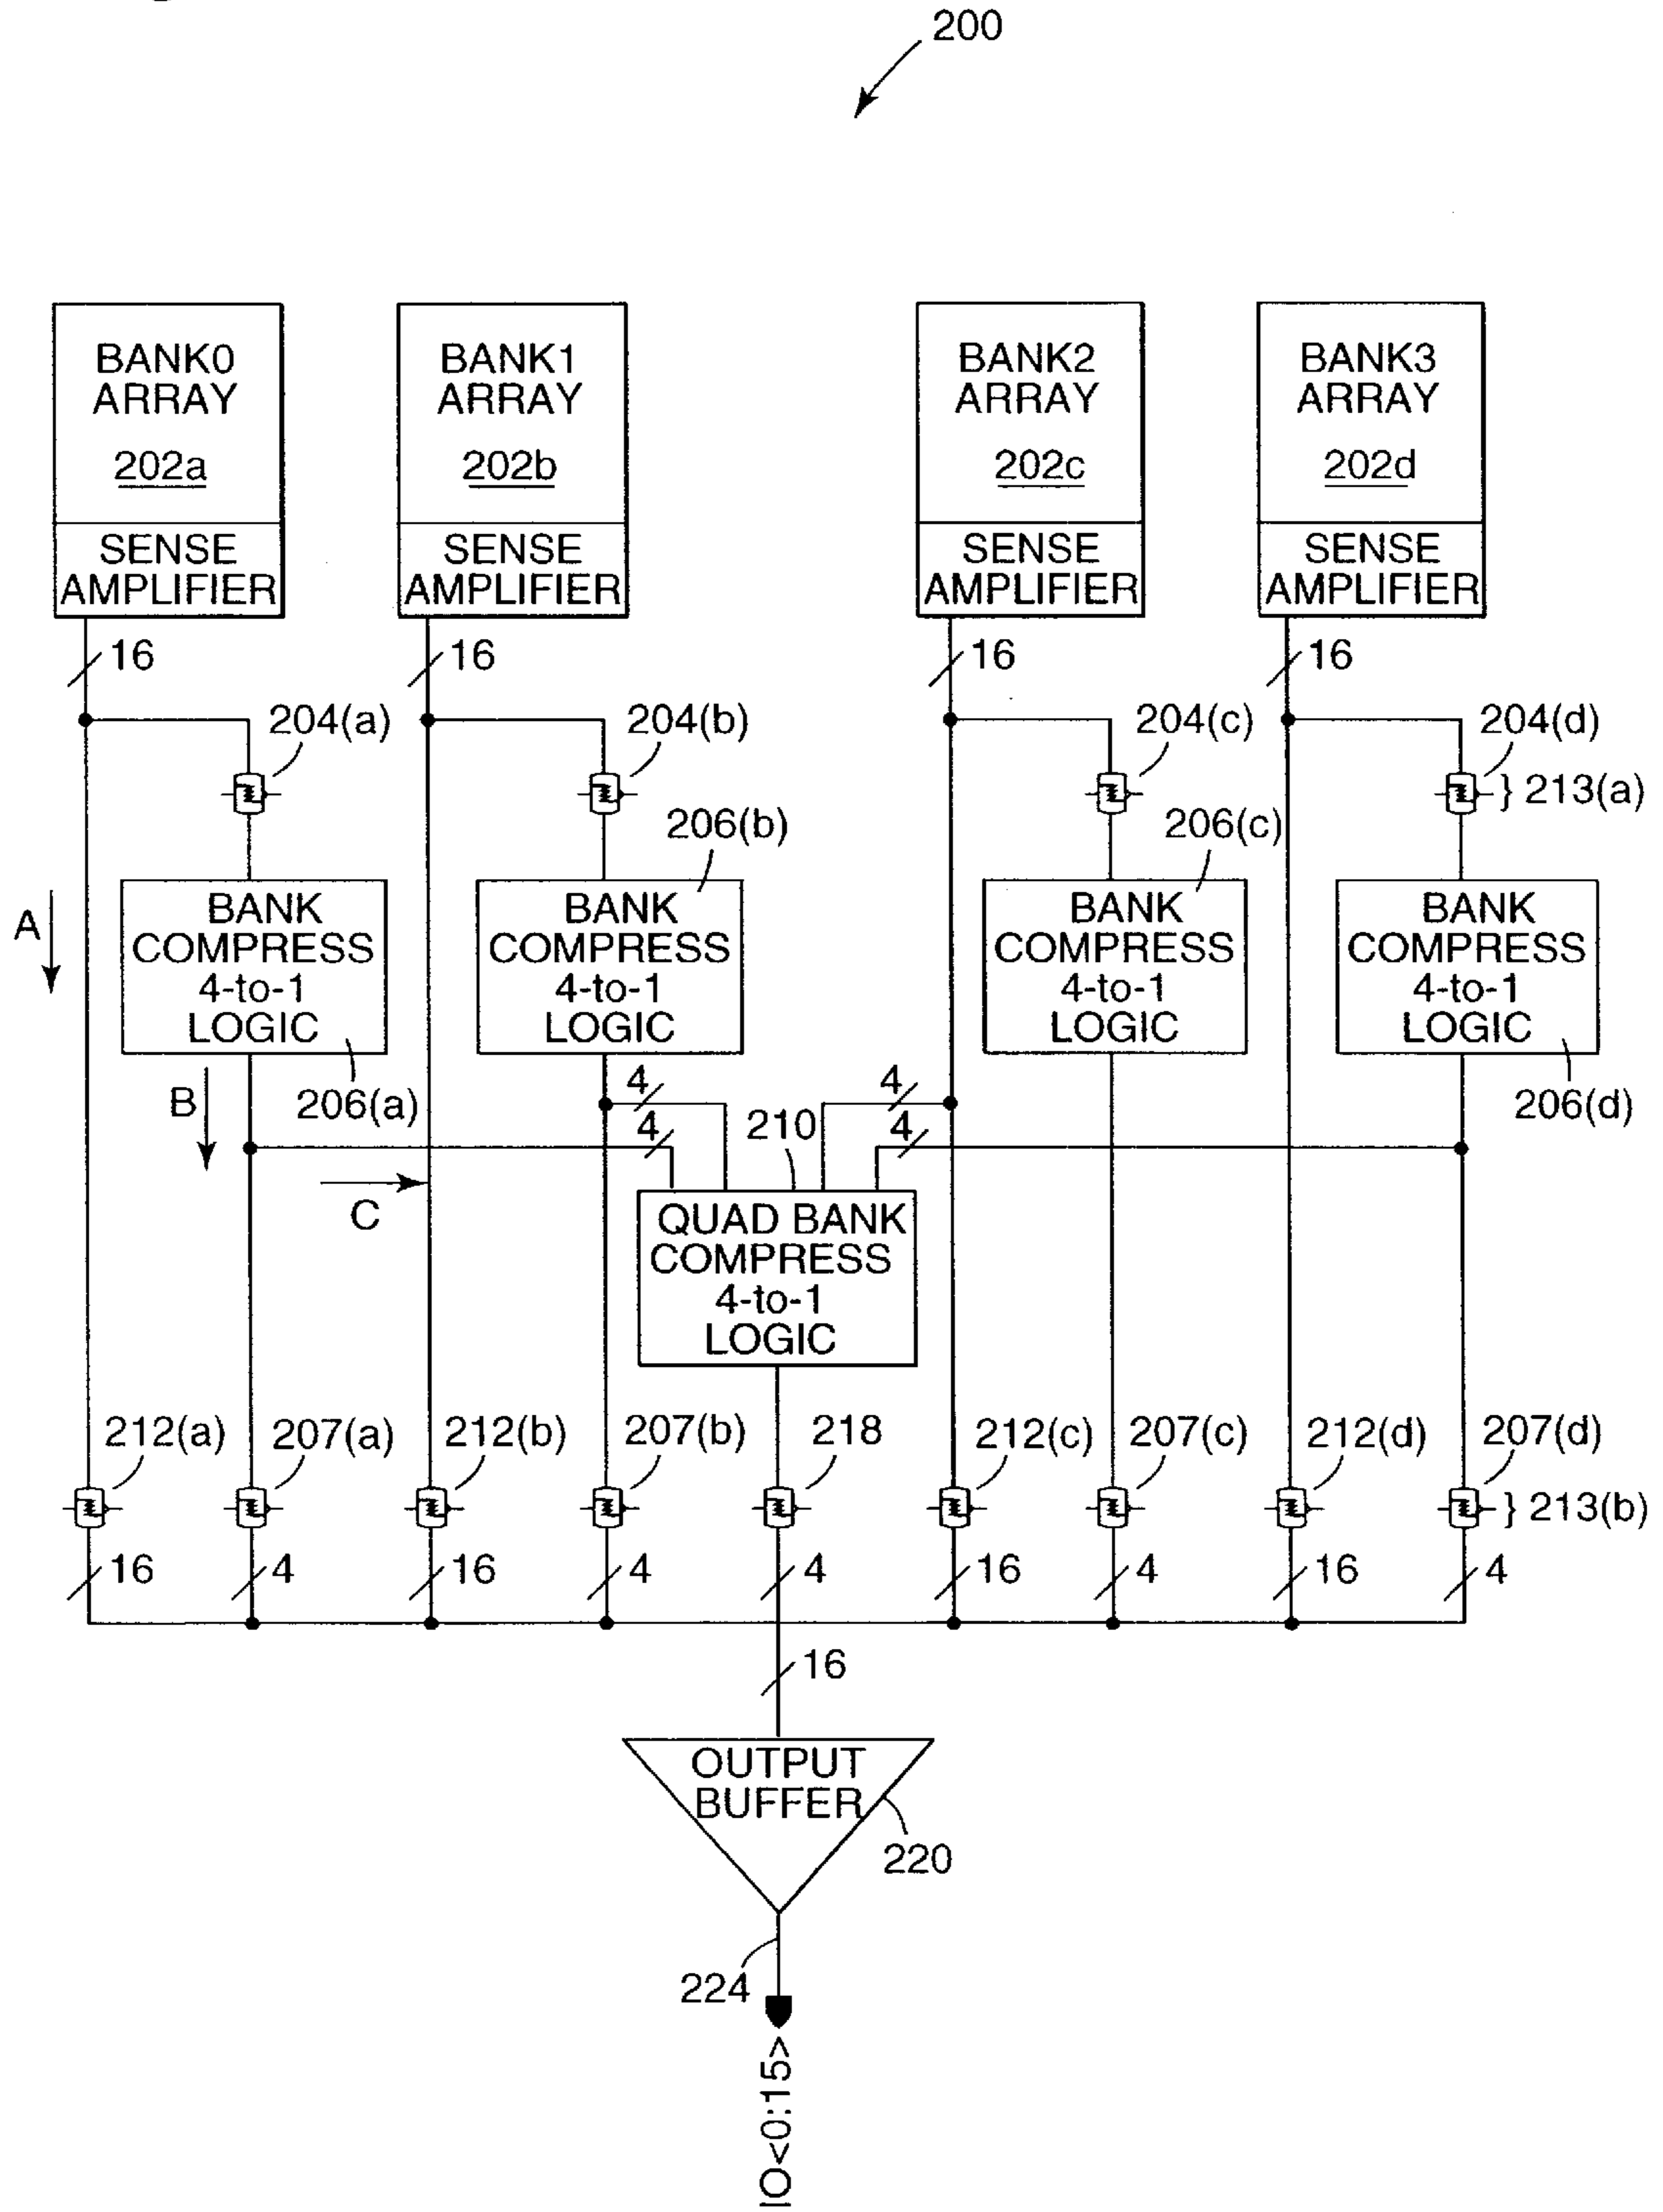 200
BANK0
ARRAY
202a
SENSE
AMPLIFIER
BANK1
ARRAY
202b
SENSE
AMPLIFIER
BANK2
ARRAY
202c
SENSE
AMPLIFIER
BANK3
ARRAY
202d
SENSE
AMPLIFIER
16
16
16
16
204(a)
204(b)
204(c)
204(d)
} 213(a)
206(b)
206(c)
A
BANK
COMPRESS
4-to-1
LOGIC
BANK
COMPRESS
4-to-1
LOGIC
BANK
COMPRESS
4-to-1
LOGIC
BANK
COMPRESS
4-to-1
LOGIC
B
206(a)
4
4
210
4
4
206(d)
C
QUAD BANK
COMPRESS
4-to-1
LOGIC
212(a)
207(a)
212(b)
207(b)
218
212(c)
207(c)
212(d)
207(d)
} 213(b)
16
4
16
4
4
16
4
16
4
16
OUTPUT
BUFFER
220
224
IO<0:15>